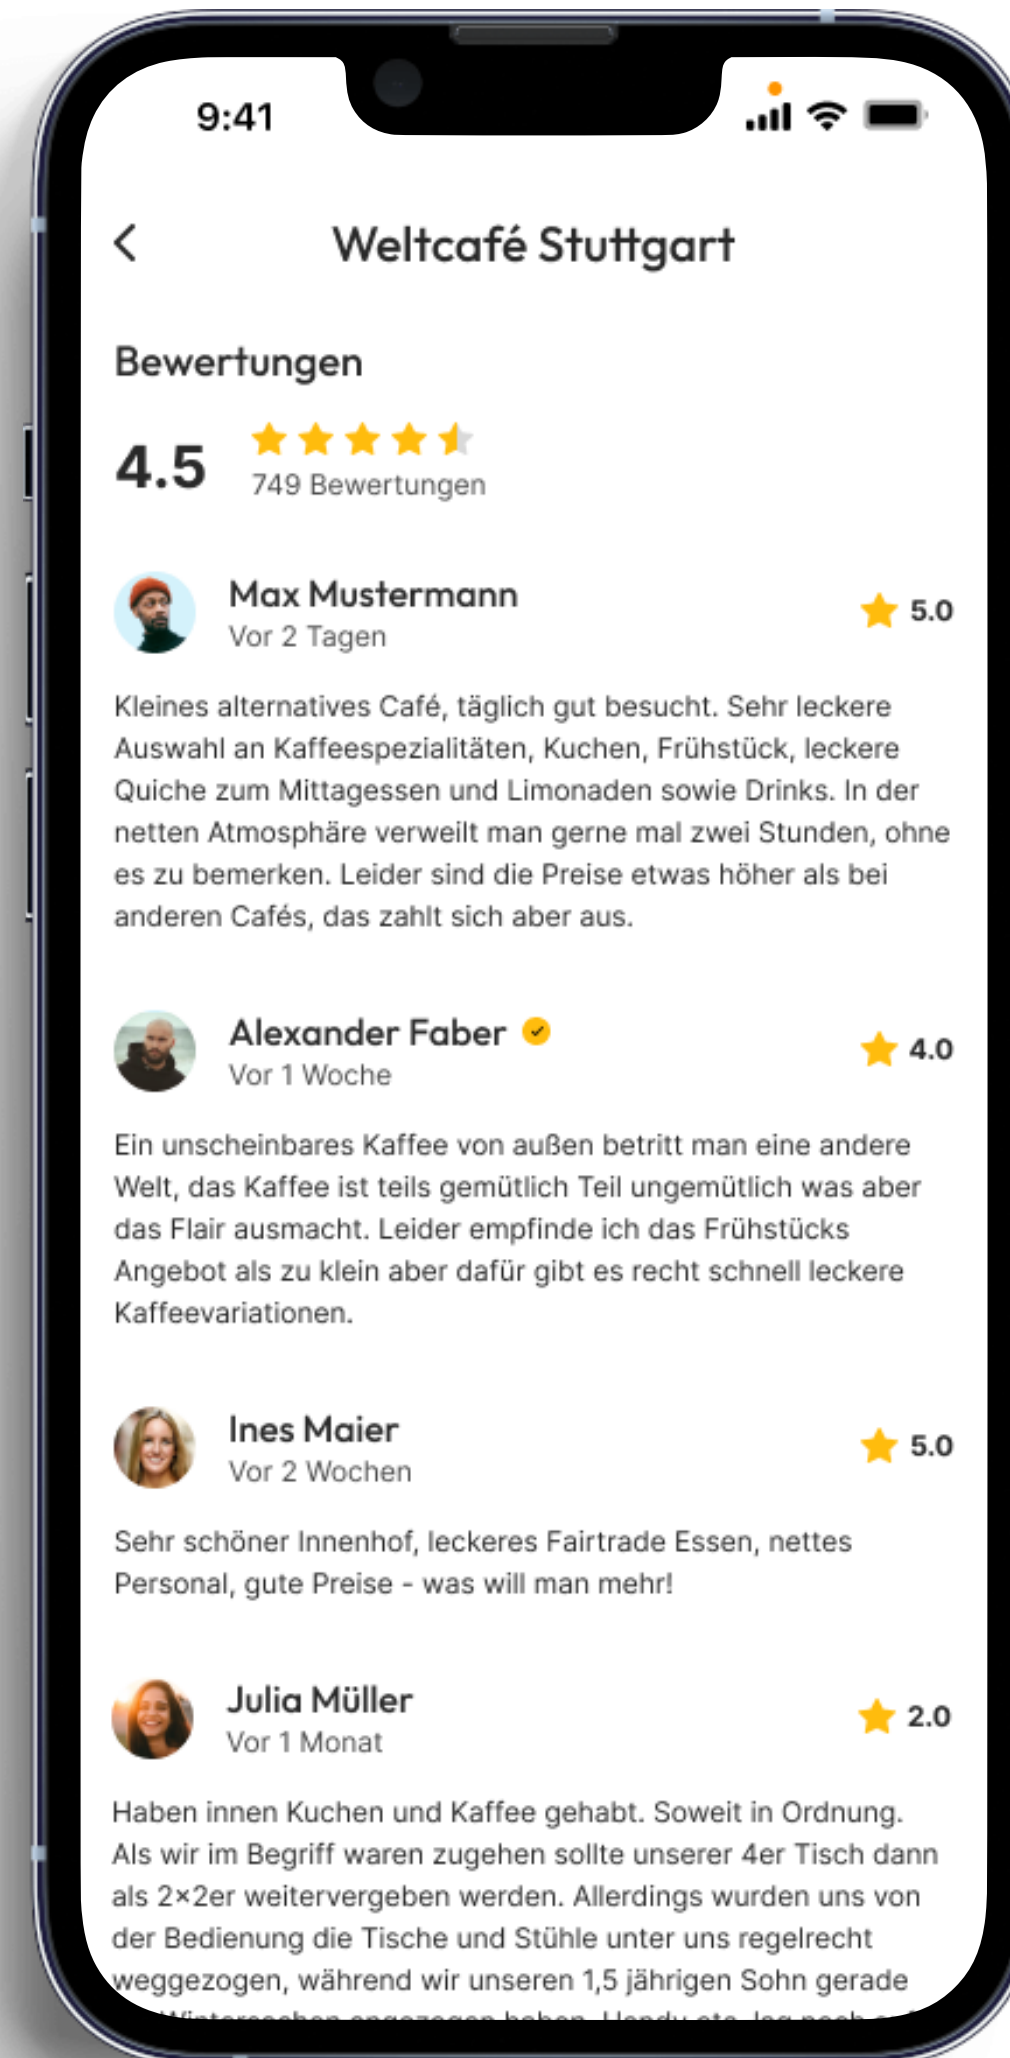 9:41
Weltcafé Stuttgart
Bewertungen
4.5
749 Bewertungen
Max Mustermann
Vor 2 Tagen
5.0
Kleines alternatives Café, täglich gut besucht. Sehr leckere
Auswahl an Kaffeespezialitäten, Kuchen, Frühstück, leckere
Quiche zum Mittagessen und Limonaden sowie Drinks. In der
netten Atmosphäre verweilt man gerne mal zwei Stunden, ohne
es zu bemerken. Leider sind die Preise etwas höher als bei
anderen Cafés, das zahlt sich aber aus.
Alexander Faber
Vor 1 Woche
4.0
Ein unscheinbares Kaffee von außen betritt man eine andere
Welt, das Kaffee ist teils gemütlich Teil ungemütlich was aber
das Flair ausmacht. Leider empfinde ich das Frühstücks
Angebot als zu klein aber dafür gibt es recht schnell leckere
Kaffeevariationen.
Ines Maier
Vor 2 Wochen
5.0
Sehr schöner Innenhof, leckeres Fairtrade Essen, nettes
Personal, gute Preise - was will man mehr!
Julia Müller
Vor 1 Monat
2.0
Haben innen Kuchen und Kaffee gehabt. Soweit in Ordnung.
Als wir im Begriff waren zugehen sollte unserer 4er Tisch dann
als 2×2er weitervergeben werden. Allerdings wurden uns von
der Bedienung die Tische und Stühle unter uns regelrecht
weggezogen, während wir unseren 1,5 jährigen Sohn gerade
Wintersachen angezogen haben. Handy etc. lag noch